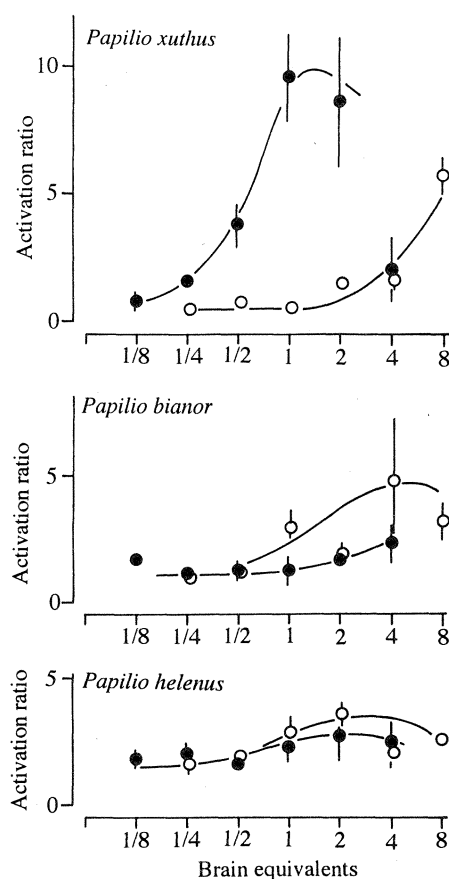 Papilio xuthus
10
5
0
Activation ratio
1/8 1/4 1/2 1 2 4 8
Papilio bianor
5
0
Activation ratio
1/8 1/4 1/2 1 2 4 8
Papilio helenus
5
0
Activation ratio
1/8 1/4 1/2 1 2 4 8
Brain equivalents